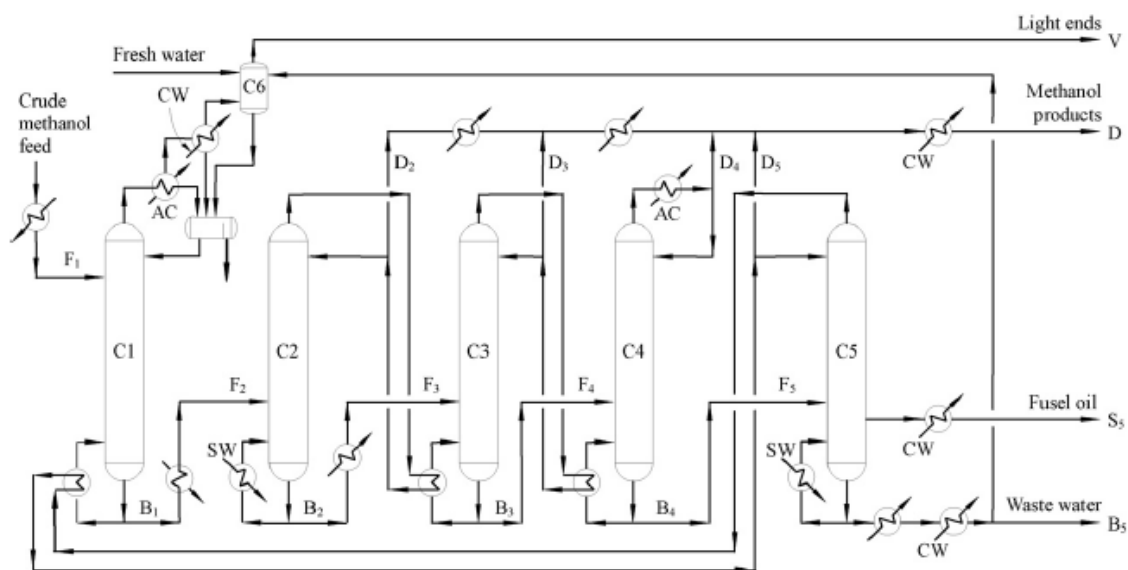 Light ends
V
Fresh water
C6
CW
Methanol
products
D
Crude
methanol
feed
CW
D₂
D₃
D₄
D₅
AC
AC
F₁
C1
C2
C3
C4
C5
F₂
F₃
F₄
F₅
Fusel oil
S₅
CW
SW
SW
B₁
B₂
B₃
B₄
Waste water
B₅
CW